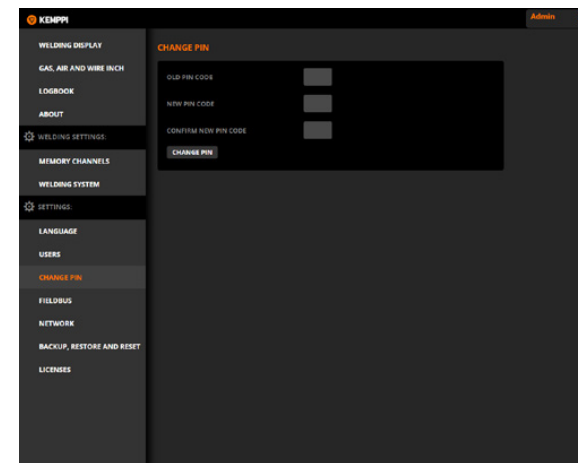 KEMPPI
Admin
WELDING DISPLAY
GAS, AIR AND WIRE INCH
LOGBOOK
ABOUT
WELDING SETTINGS:
MEMORY CHANNELS
WELDING SYSTEM
SETTINGS:
LANGUAGE
USERS
CHANGE PIN
FIELDBUS
NETWORK
BACKUP, RESTORE AND RESET
LICENSES
CHANGE PIN
OLD PIN CODE
NEW PIN CODE
CONFIRM NEW PIN CODE
CHANGE PIN